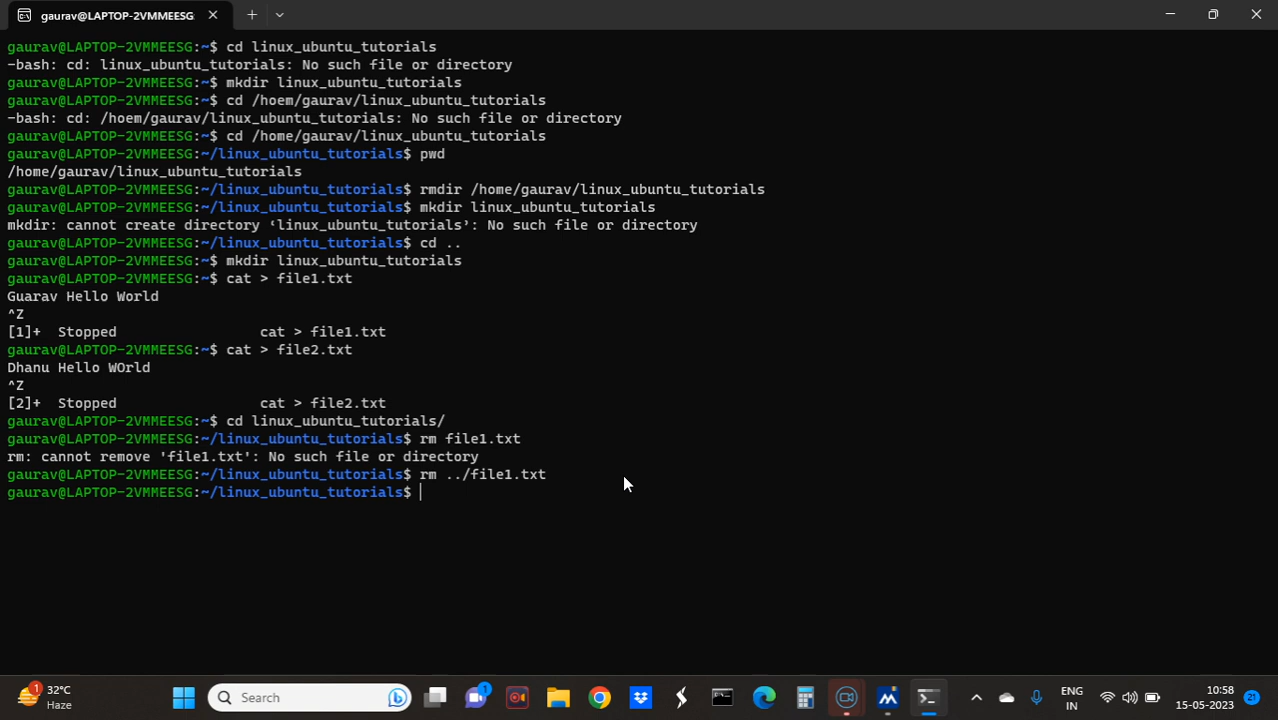 gaurav@LAPTOP-2VMMEESG:
gaurav@LAPTOP-2VMMEESG:~$ cd linux_ubuntu_tutorials
-bash: cd: linux_ubuntu_tutorials: No such file or directory
gaurav@LAPTOP-2VMMEESG:~$ mkdir linux_ubuntu_tutorials
gaurav@LAPTOP-2VMMEESG:~$ cd /hoem/gaurav/linux_ubuntu_tutorials
-bash: cd: /hoem/gaurav/linux_ubuntu_tutorials: No such file or directory
gaurav@LAPTOP-2VMMEESG:~$ cd /home/gaurav/linux_ubuntu_tutorials
gaurav@LAPTOP-2VMMEESG:~/linux_ubuntu_tutorials$ pwd
/home/gaurav/linux_ubuntu_tutorials
gaurav@LAPTOP-2VMMEESG:~/linux_ubuntu_tutorials$ rmdir /home/gaurav/linux_ubuntu_tutorials
gaurav@LAPTOP-2VMMEESG:~/linux_ubuntu_tutorials$ mkdir linux_ubuntu_tutorials
mkdir: cannot create directory ‘linux_ubuntu_tutorials’: No such file or directory
gaurav@LAPTOP-2VMMEESG:~/linux_ubuntu_tutorials$ cd ..
gaurav@LAPTOP-2VMMEESG:~$ mkdir linux_ubuntu_tutorials
gaurav@LAPTOP-2VMMEESG:~$ cat > file1.txt
Guarav Hello World
^Z
[1]+  Stopped                 cat > file1.txt
gaurav@LAPTOP-2VMMEESG:~$ cat > file2.txt
Dhanu Hello WOrld
^Z
[2]+  Stopped                 cat > file2.txt
gaurav@LAPTOP-2VMMEESG:~$ cd linux_ubuntu_tutorials/
gaurav@LAPTOP-2VMMEESG:~/linux_ubuntu_tutorials$ rm file1.txt
rm: cannot remove 'file1.txt': No such file or directory
gaurav@LAPTOP-2VMMEESG:~/linux_ubuntu_tutorials$ rm ../file1.txt
gaurav@LAPTOP-2VMMEESG:~/linux_ubuntu_tutorials$
1
32°C
Haze
Search
1
ENG
IN
10:58
15-05-2023
21